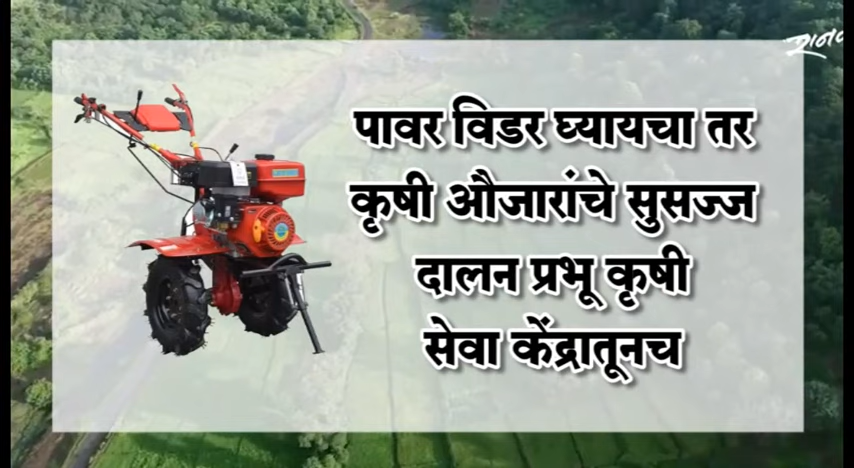 पावर विडर घ्यायचा तर
कृषी औजारांचे सुसज्ज
दालन प्रभू कृषी
सेवा केंद्रातूनच